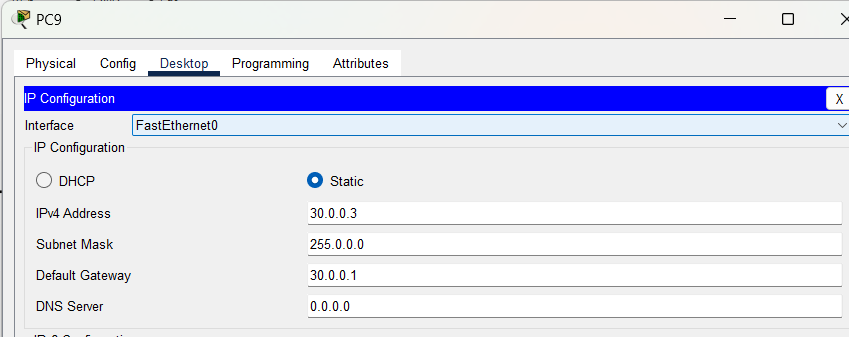 PC9
Physical Config Desktop Programming Attributes
IP Configuration X
Interface FastEthernet0
IP Configuration
DHCP Static
IPv4 Address 30.0.0.3
Subnet Mask 255.0.0.0
Default Gateway 30.0.0.1
DNS Server 0.0.0.0